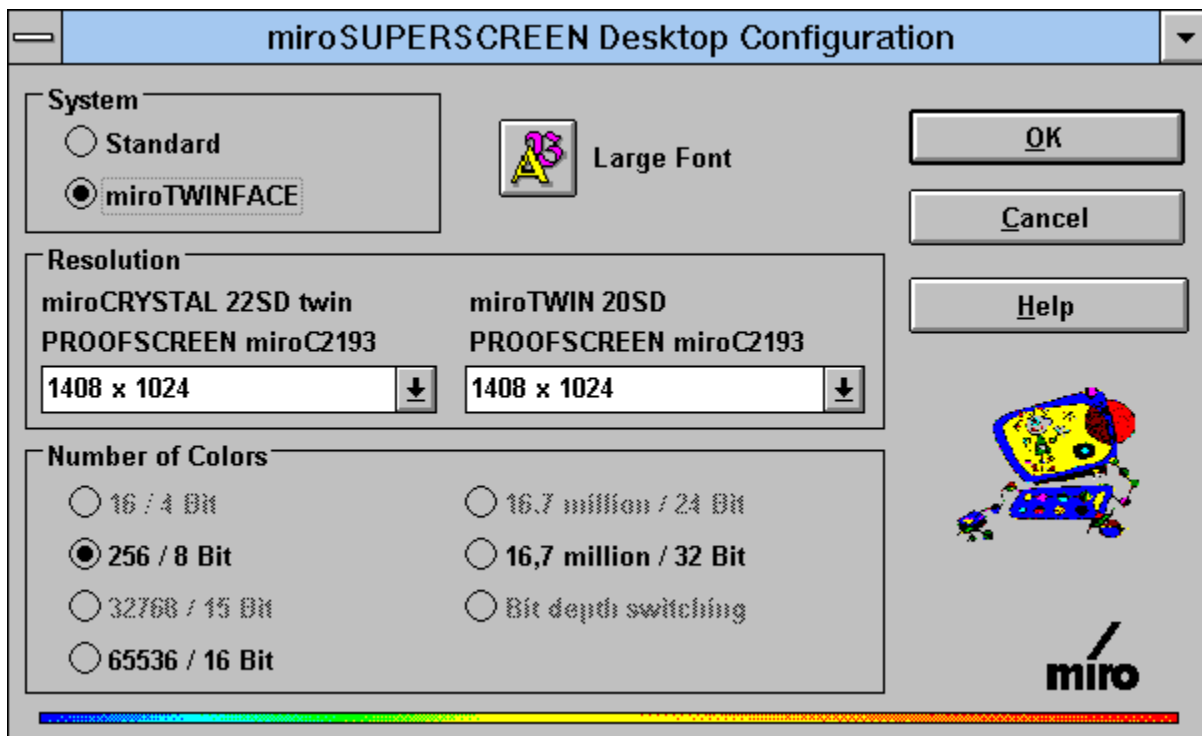 miroSUPERSCREEN Desktop Configuration
System
Standard
miroTWINFACE
Large Font
OK
Cancel
Help
Resolution
miroCRYSTAL 22SD twin
PROOFSCREEN miroC2193
1408 x 1024
miroTWIN 20SD
PROOFSCREEN miroC2193
1408 x 1024
Number of Colors
16 / 4 Bit
256 / 8 Bit
32768 / 15 Bit
65536 / 16 Bit
16.7 million / 24 Bit
16,7 million / 32 Bit
Bit depth switching
miro